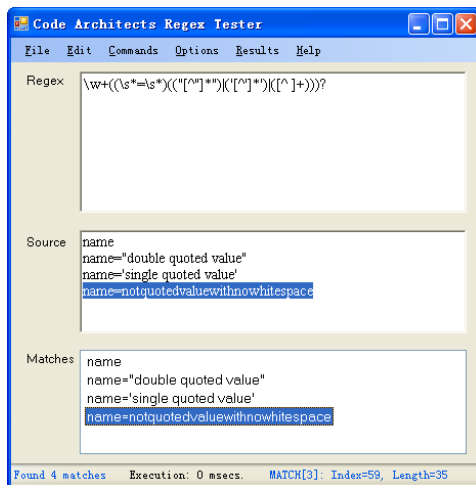 Code Architects Regex Tester
File Edit Commands Options Results Help
Regex
\w+((\s*=\s*)(("[^"]*")|('[^']*')|([^ ]+)))?
Source
name
name="double quoted value"
name='single quoted value'
name=notquotedvaluewithnowhitespace
Matches
name
name="double quoted value"
name='single quoted value'
name=notquotedvaluewithnowhitespace
Found 4 matches Execution: 0 msecs. MATCH[3]: Index=59, Length=35